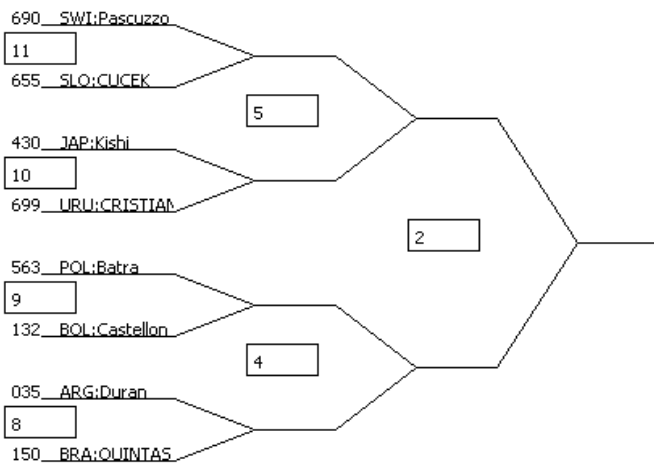 690 SWI:Pascuzzo
11
655 SLO:CUCEK
5
430 JAP:Kishi
10
699 URU:CRISTIAN
2
563 POL:Batra
9
132 BOL:Castellon
4
035 ARG:Duran
8
150 BRA:QUINTAS